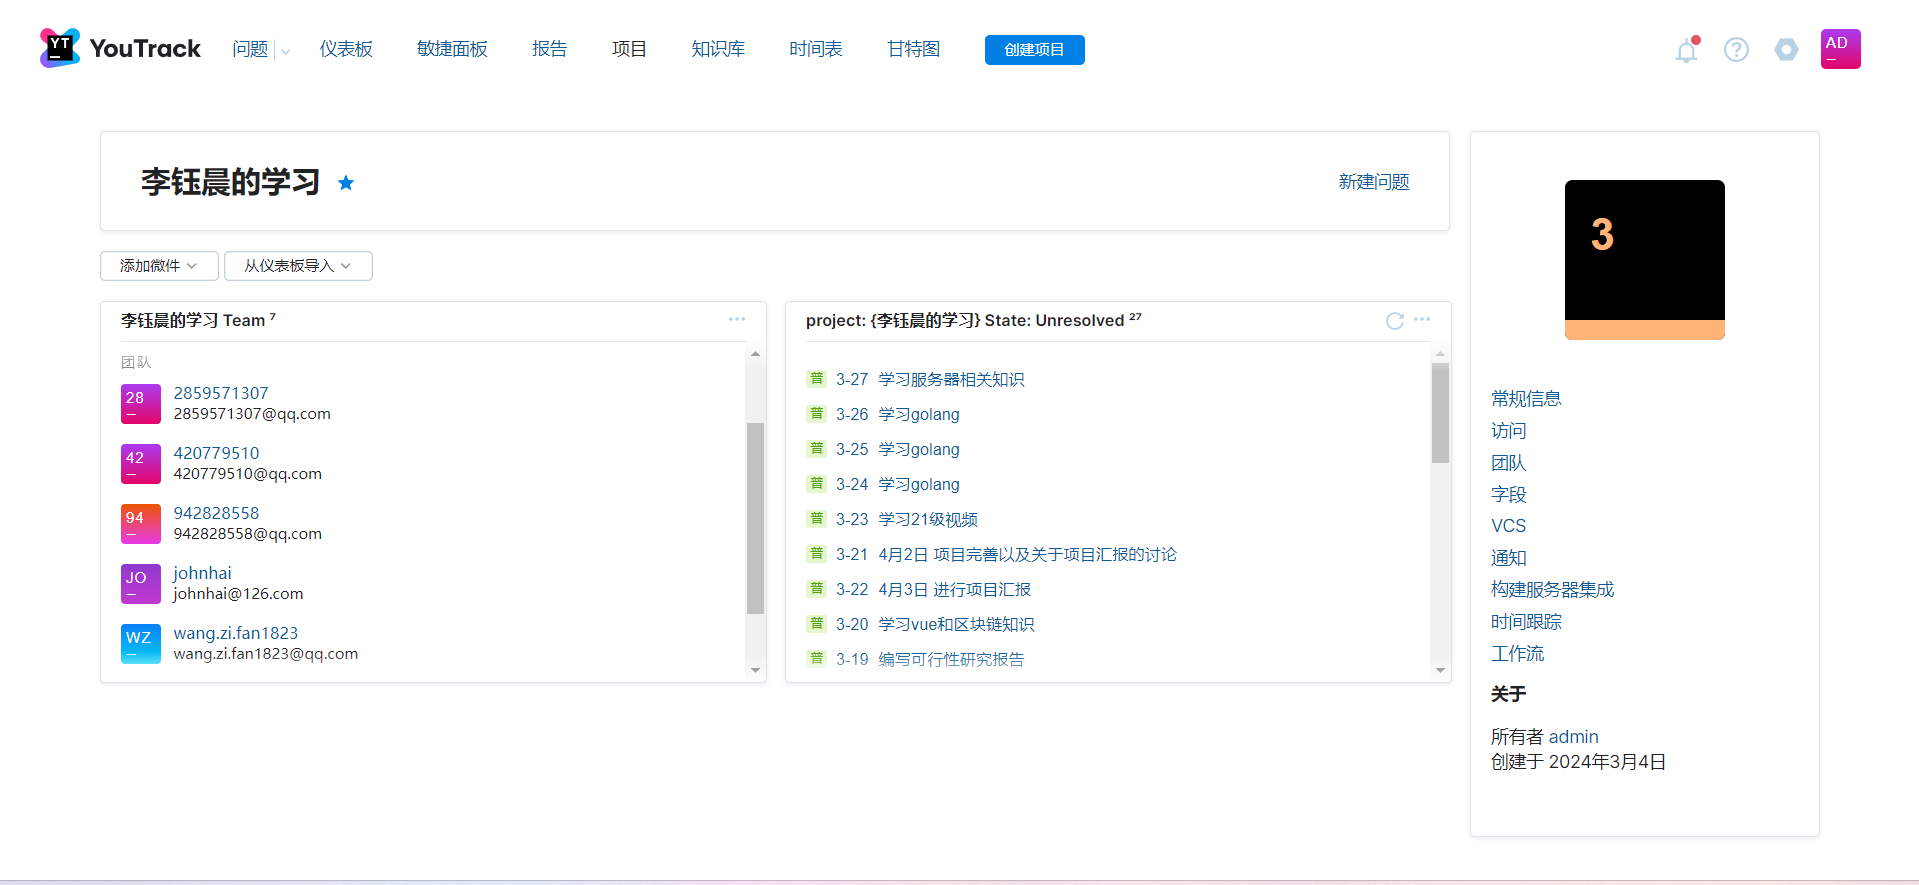 YT YouTrack 问题 仪表板 敏捷面板 报告 项目 知识库 时间表 甘特图 创建项目 AD
李钰晨的学习 新建问题
添加微件 从仪表板导入
李钰晨的学习 Team 7
团队
28 2859571307
2859571307@qq.com
42 420779510
420779510@qq.com
94 942828558
942828558@qq.com
JO johnhai
johnhai@126.com
WZ wang.zi.fan1823
wang.zi.fan1823@qq.com
project: {李钰晨的学习} State: Unresolved 27
普 3-27 学习服务器相关知识
普 3-26 学习golang
普 3-25 学习golang
普 3-24 学习golang
普 3-23 学习21级视频
普 3-21 4月2日 项目完善以及关于项目汇报的讨论
普 3-22 4月3日 进行项目汇报
普 3-20 学习vue和区块链知识
普 3-19 编写可行性研究报告
3
常规信息
访问
团队
字段
VCS
通知
构建服务器集成
时间跟踪
工作流
关于
所有者 admin
创建于 2024年3月4日